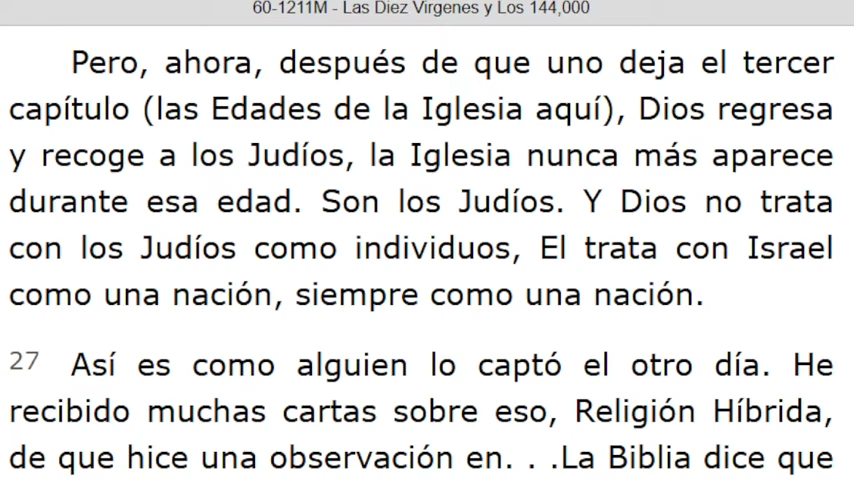 60-1211M - Las Diez Virgenes y Los 144,000
Pero, ahora, después de que uno deja el tercer
capítulo (las Edades de la Iglesia aquí), Dios regresa
y recoge a los Judíos, la Iglesia nunca más aparece
durante esa edad. Son los Judíos. Y Dios no trata
con los Judíos como individuos, El trata con Israel
como una nación, siempre como una nación.
27 Así es como alguien lo captó el otro día. He
recibido muchas cartas sobre eso, Religión Híbrida,
de que hice una observación en. . .La Biblia dice que